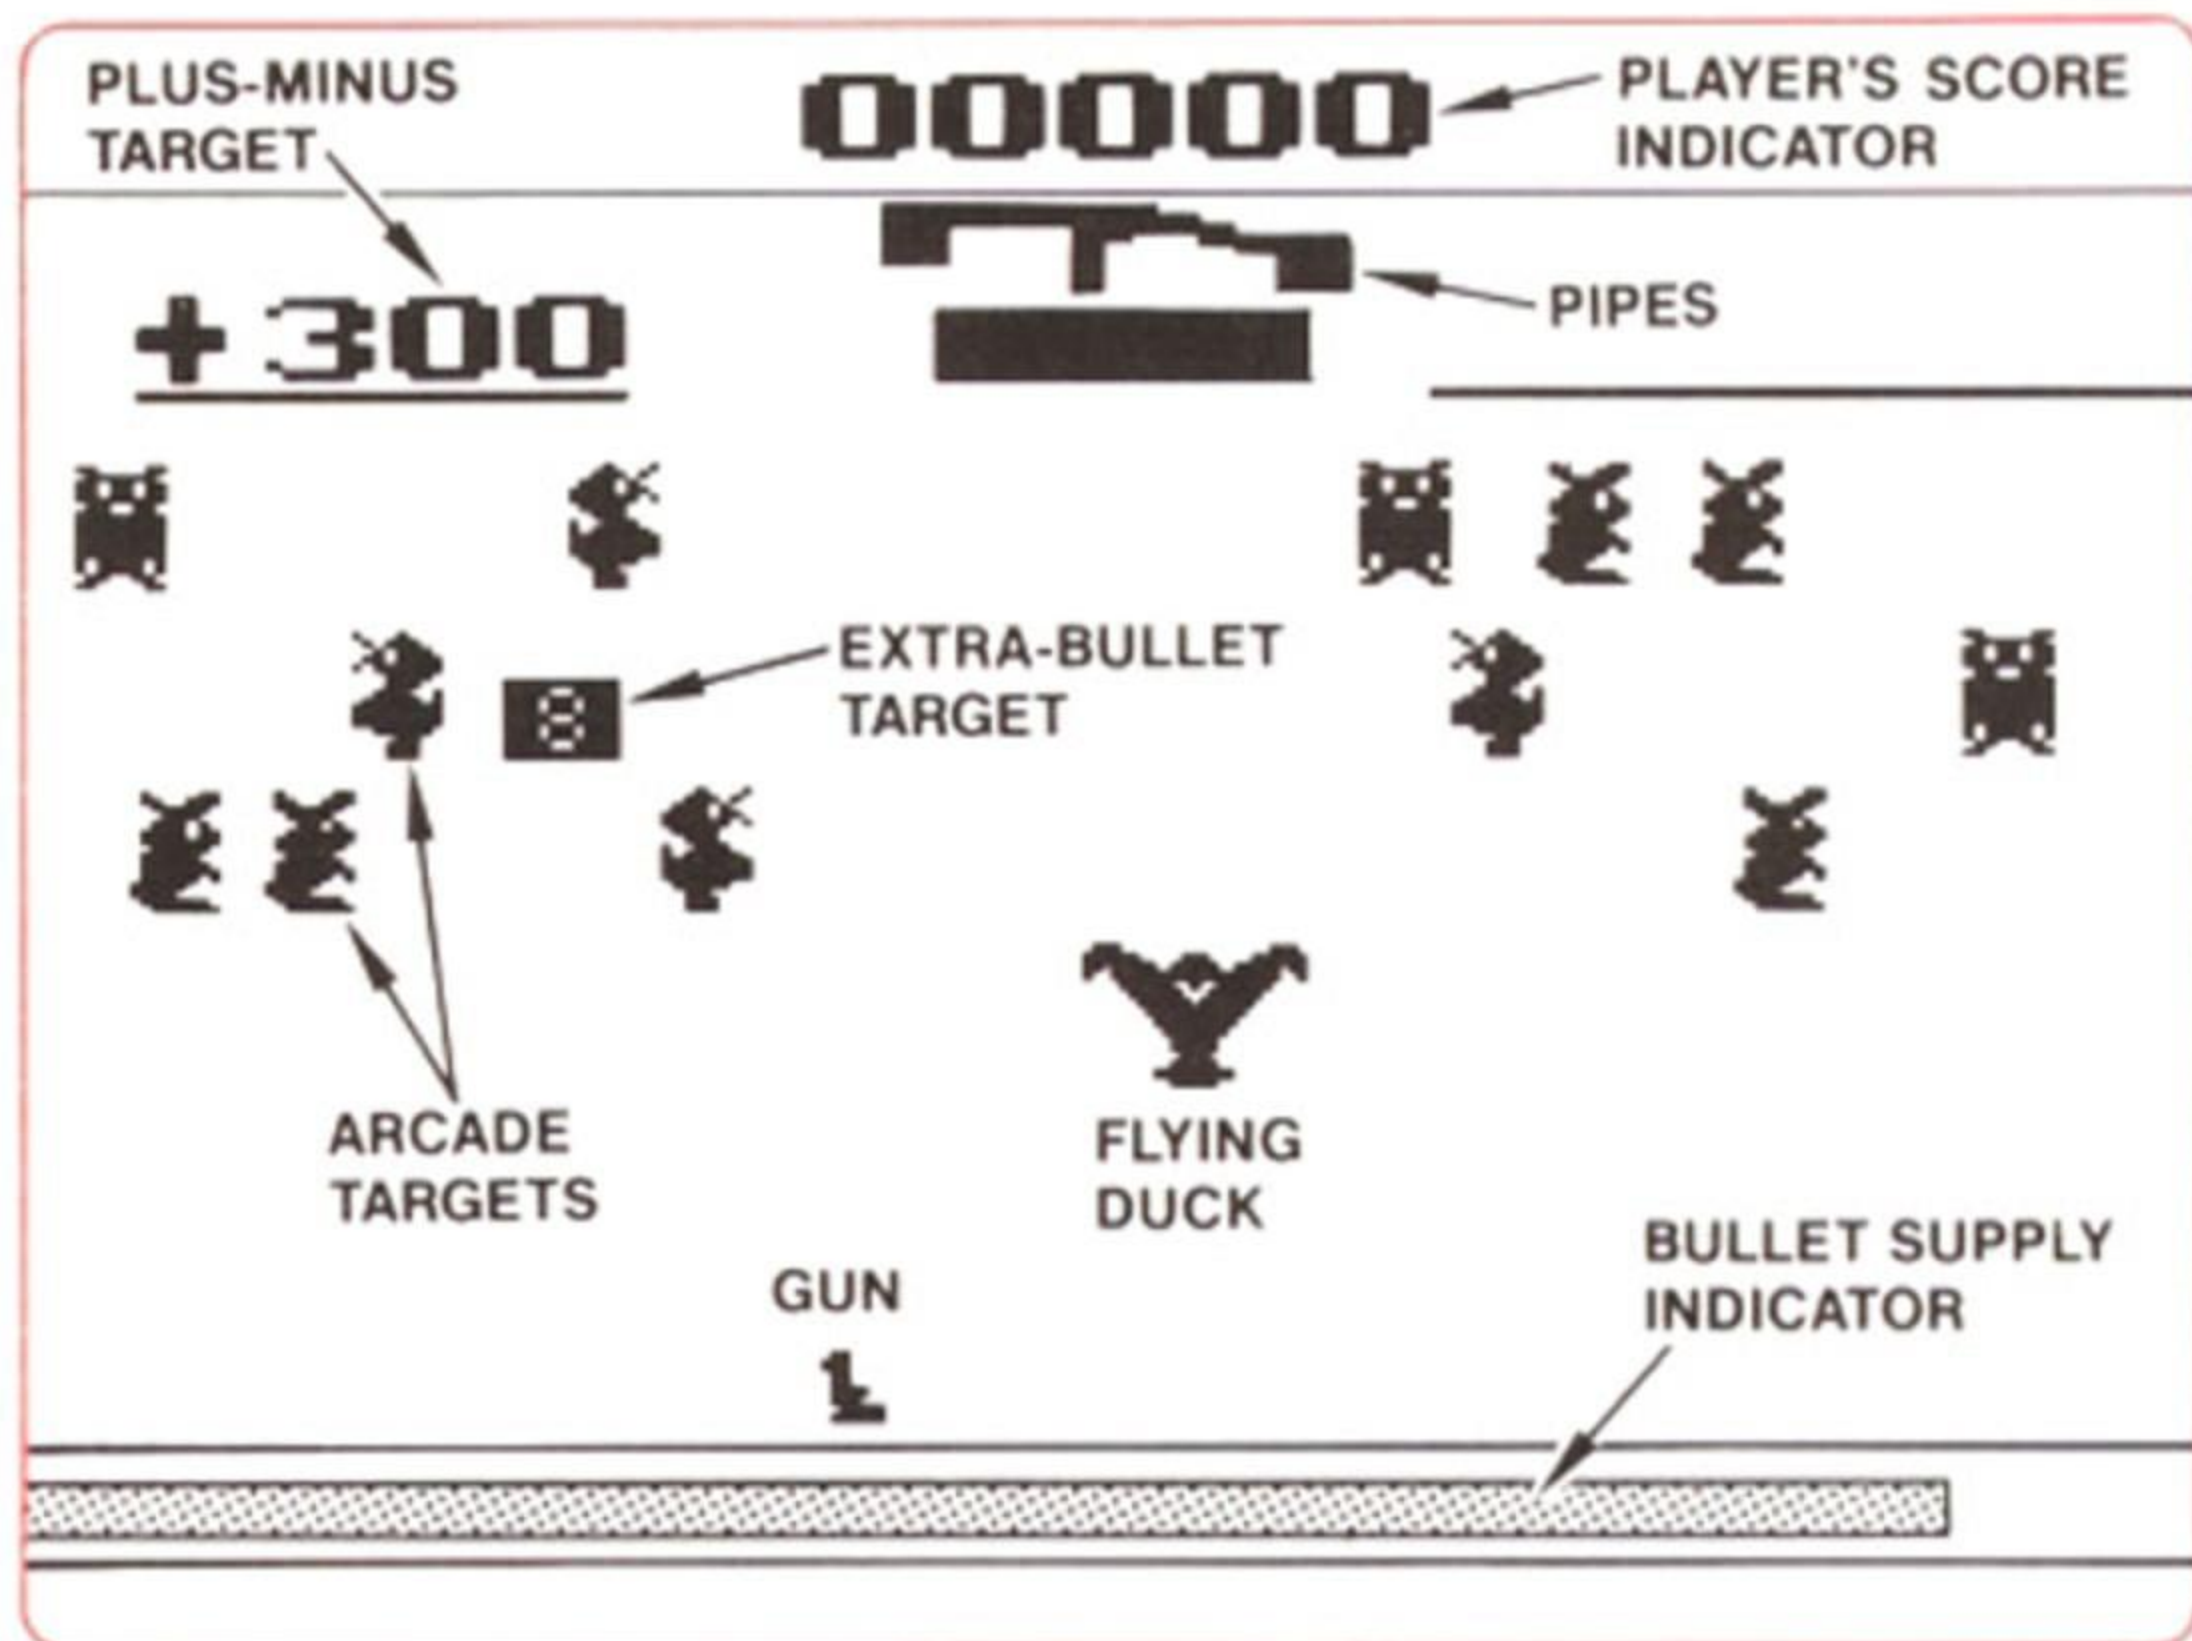 PLUS-MINUS
TARGET
00000
PLAYER'S SCORE
INDICATOR
+300
PIPES
EXTRA-BULLET
TARGET
8
ARCADE
TARGETS
FLYING
DUCK
GUN
BULLET SUPPLY
INDICATOR